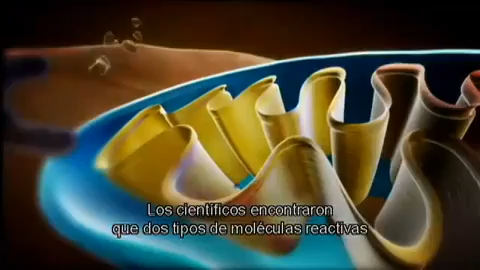 Los científicos encontraron
que dos tipos de moléculas reactivas